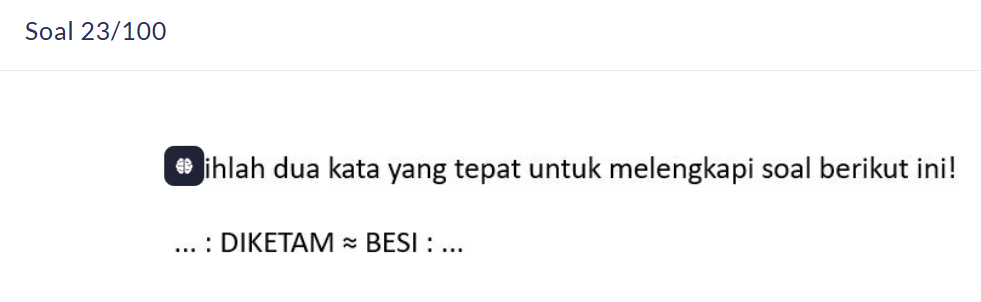 Soal 23/100
ihlah dua kata yang tepat untuk melengkapi soal berikut ini!
... : DIKETAM ≈ BESI : ...